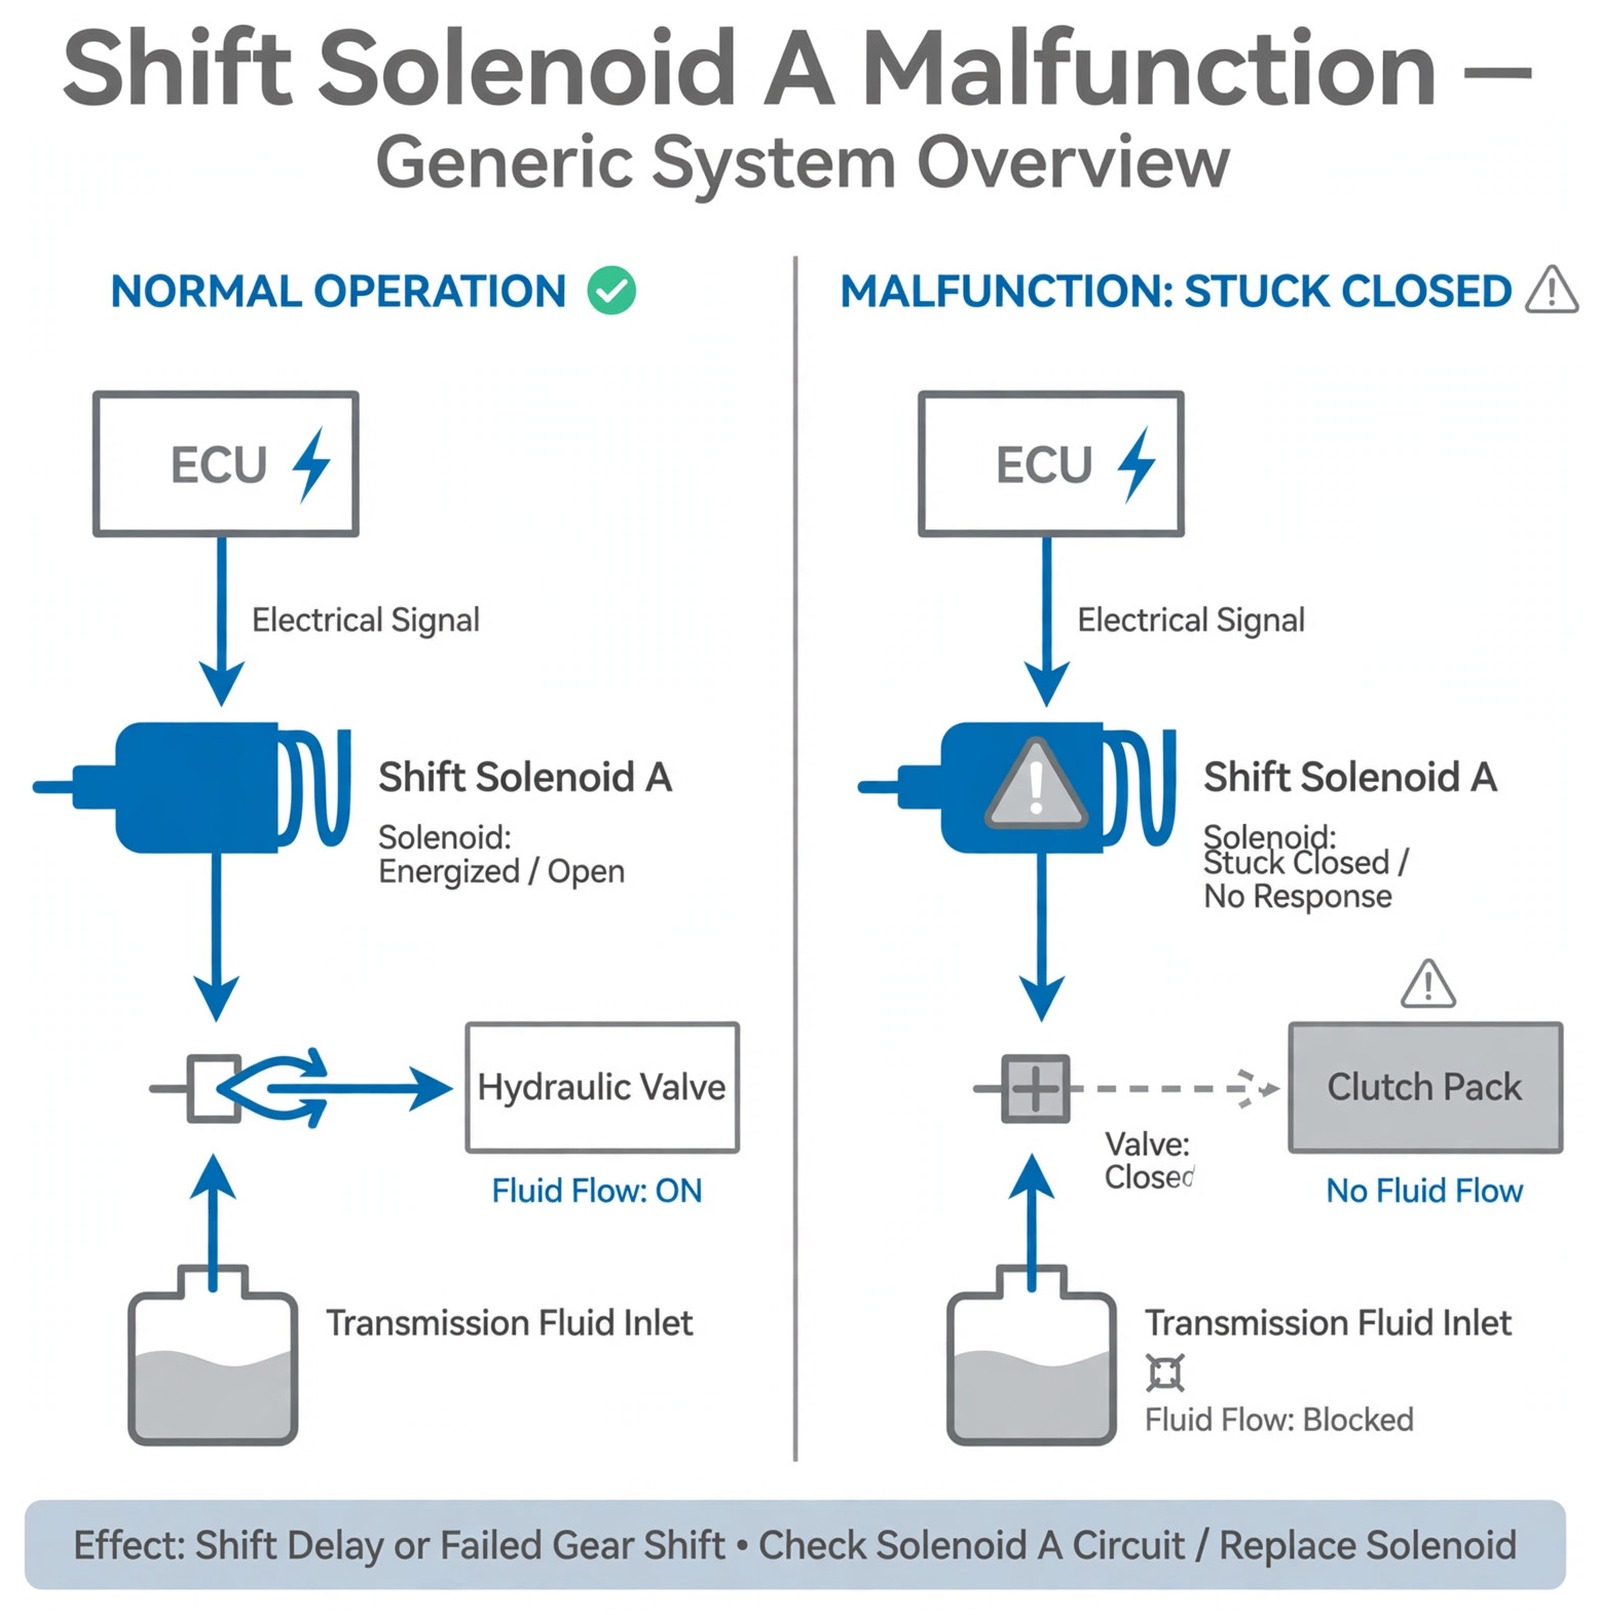 Shift Solenoid A Malfunction —
Generic System Overview
NORMAL OPERATION
ECU
Electrical Signal
Shift Solenoid A
Solenoid:
Energized / Open
Hydraulic Valve
Fluid Flow: ON
Transmission Fluid Inlet
MALFUNCTION: STUCK CLOSED
ECU
Electrical Signal
Shift Solenoid A
Solenoid:
Stuck Closed /
No Response
Clutch Pack
Valve:
Closed
No Fluid Flow
Transmission Fluid Inlet
Fluid Flow: Blocked
Effect: Shift Delay or Failed Gear Shift • Check Solenoid A Circuit / Replace Solenoid